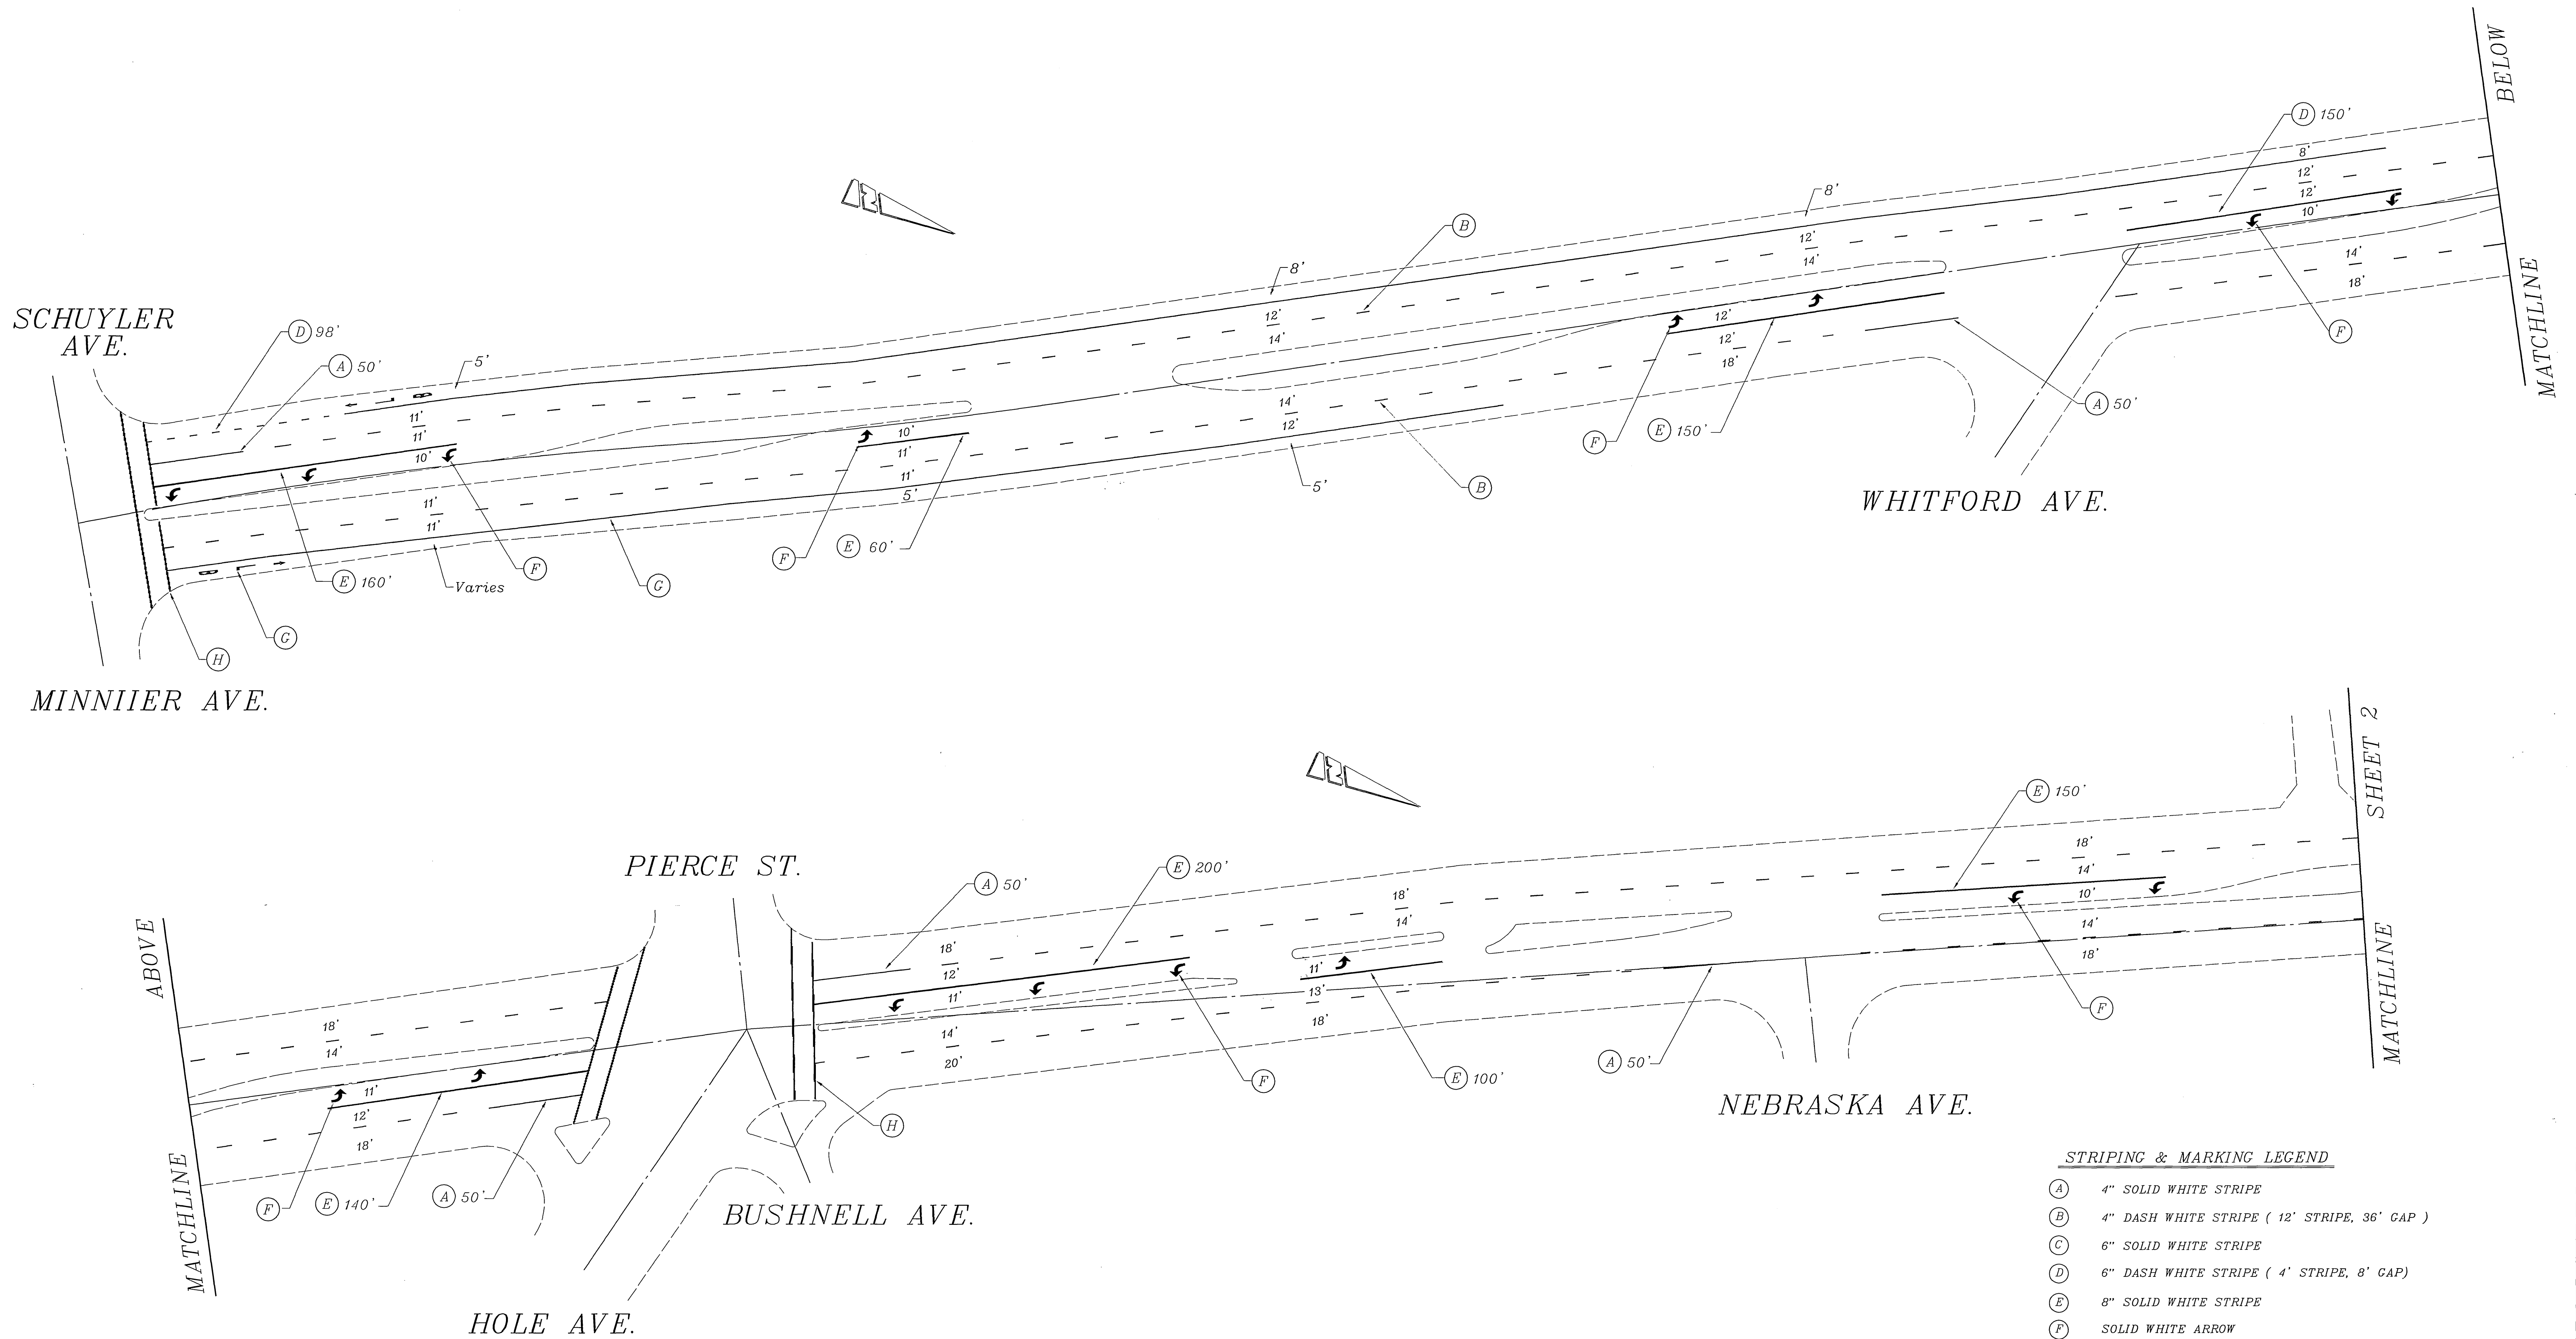 BELOW
MATCHLINE
D 150'
8'
12'
12'
10'
14'
18'
F
8'
12'
14'
B
8'
12'
14'
12'
12'
18'
A 50'
F
E 150'
WHITFORD AVE.
14'
12'
5'
B
SCHUYLER
AVE.
D 98'
A 50'
5'
11'
11'
10'
11'
11'
10'
11'
11'
5'
F
E 60'
G
F
E 160'
Varies
G
H
MINNIIER AVE.
ABOVE
MATCHLINE
18'
14'
11'
12'
18'
F
E 140'
A 50'
PIERCE ST.
A 50'
E 200'
18'
12'
11'
14'
20'
H
F
BUSHNELL AVE.
HOLE AVE.
18'
14'
11'
13'
18'
E 100'
A 50'
NEBRASKA AVE.
E 150'
18'
14'
10'
14'
18'
F
SHEET 2
MATCHLINE
STRIPING & MARKING LEGEND
A 4" SOLID WHITE STRIPE
B 4" DASH WHITE STRIPE ( 12' STRIPE, 36' GAP )
C 6" SOLID WHITE STRIPE
D 6" DASH WHITE STRIPE ( 4' STRIPE, 8' GAP)
E 8" SOLID WHITE STRIPE
F SOLID WHITE ARROW